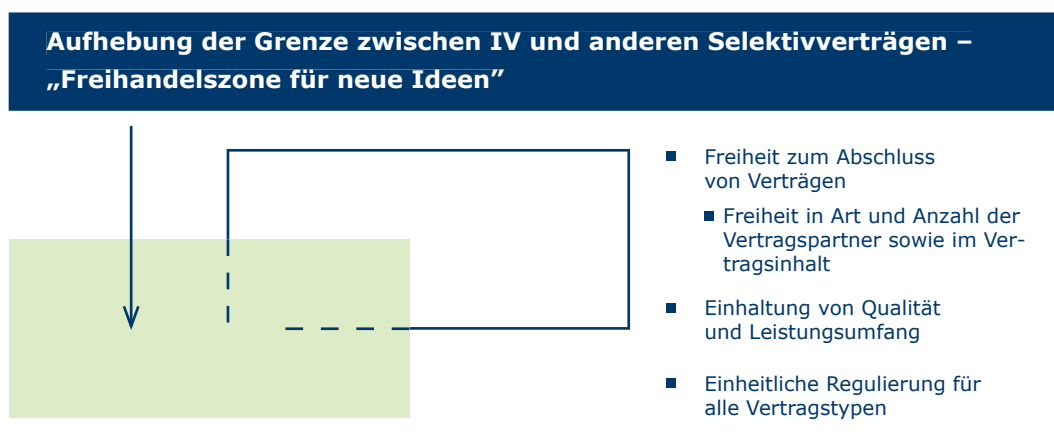 Aufhebung der Grenze zwischen IV und anderen Selektivverträgen –
„Freihandelszone für neue Ideen”
Freiheit zum Abschluss
von Verträgen
Freiheit in Art und Anzahl der
Vertragspartner sowie im Ver-
tragsinhalt
Einhaltung von Qualität
und Leistungsumfang
Einheitliche Regulierung für
alle Vertragstypen